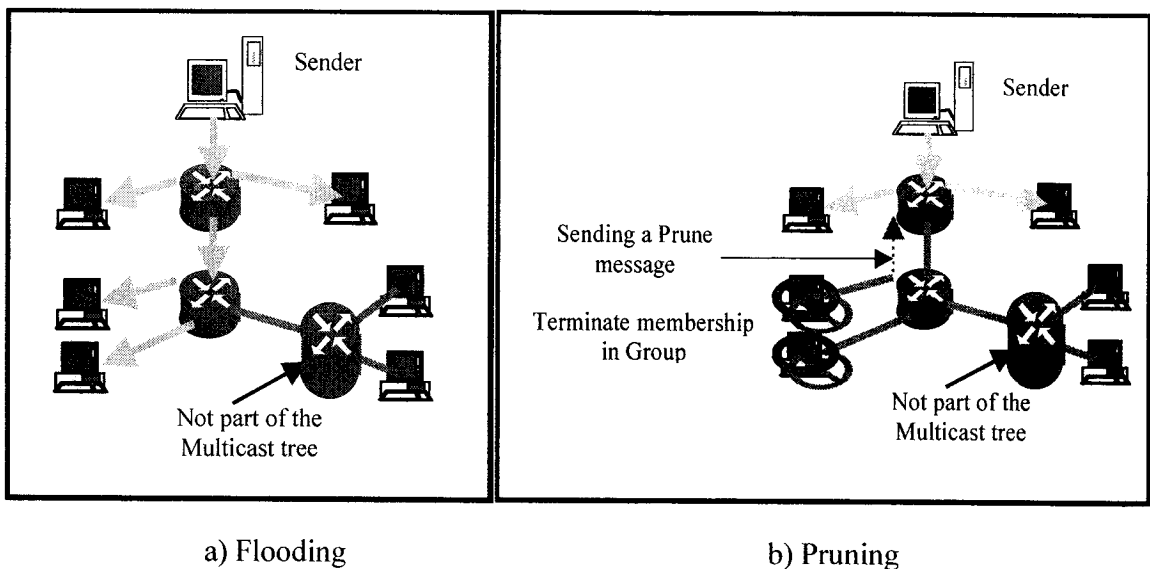 Sender
Not part of the
Multicast tree
a) Flooding
Sender
Sending a Prune
message
Terminate membership
in Group
Not part of the
Multicast tree
b) Pruning